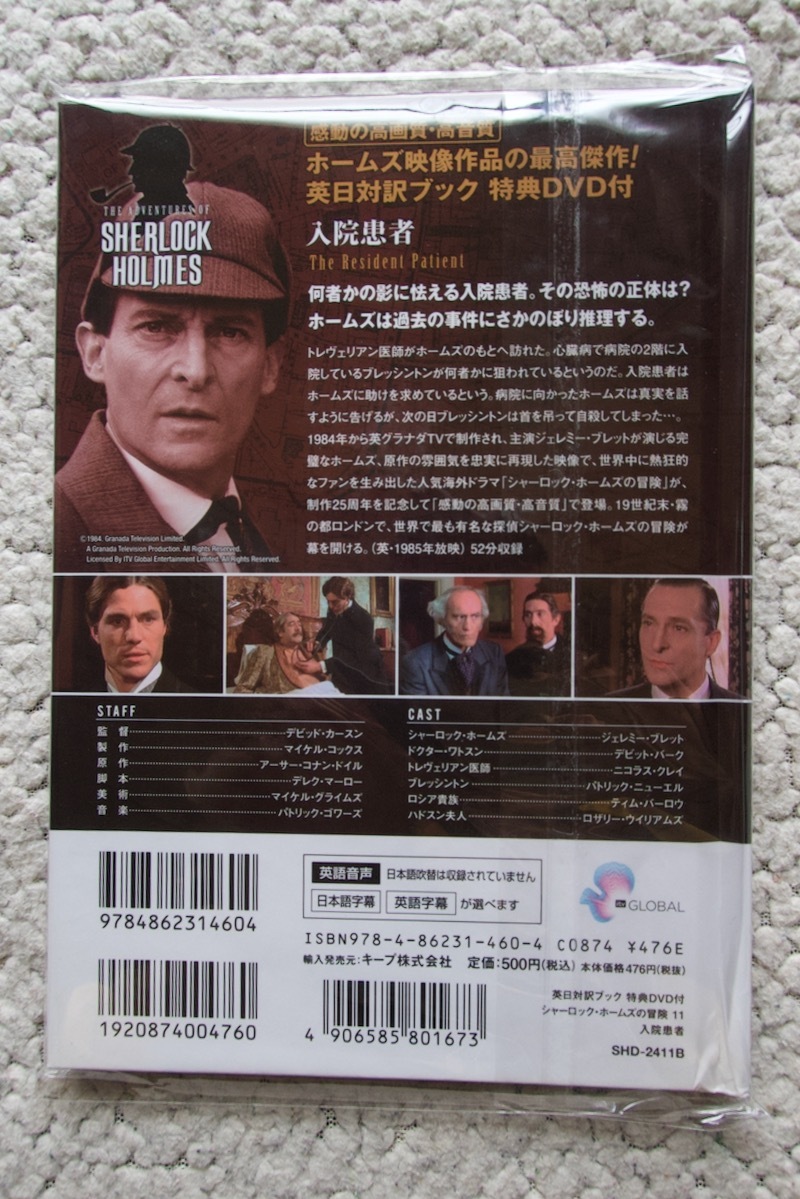 THE ADVENTURES OF
SHERLOCK
HOLMES
感動の高画質・高音質
ホームズ映像作品の最高傑作!
英日対訳ブック 特典DVD付
入院患者
The Resident Patient
何者かの影に怯える入院患者。その恐怖の正体は?
ホームズは過去の事件にさかのぼり推理する。
トレヴェリアン医師がホームズのもとへ訪れた。心臓病で病院の2階に入
院しているブレッシントンが何者かに狙われているというのだ。入院患者は
ホームズに助けを求めているという。病院に向かったホームズは真実を話
すように告げるが、次の日ブレッシントンは首を吊って自殺してしまった…。
1984年から英グラナダTVで制作され、主演ジェレミー・ブレットが演じる完
璧なホームズ、原作の雰囲気を忠実に再現した映像で、世界中に熱狂的
なファンを生み出した人気海外ドラマ「シャーロック・ホームズの冒険」が、
制作25周年を記念して「感動の高画質・高音質」で登場。19世紀末・霧
の都ロンドンで、世界で最も有名な探偵シャーロック・ホームズの冒険が
幕を開ける。(英・1985年放映) 52分収録
©1984. Granada Television Limited.
A Granada Television Production. All Rights Reserved.
Licensed By ITV Global Entertainment Limited. All Rights Reserved.
STAFF
監 督 デビッド・カースン
製 作 マイケル・コックス
原 作 アーサー・コナン・ドイル
脚 本 デレク・マーロー
美 術 マイケル・グライムズ
音 楽 パトリック・ゴワーズ
CAST
シャーロック・ホームズ ジェレミー・ブレット
ドクター・ワトスン デビット・バーク
トレヴェリアン医師 ニコラス・クレイ
ブレッシントン パトリック・ニューエル
ロシア貴族 ティム・バーロウ
ハドスン夫人 ロザリー・ウイリアムズ
9784862314604
1920874004760
英語音声 日本語吹替は収録されていません
日本語字幕 英語字幕 が選べます
itv GLOBAL
ISBN978-4-86231-460-4 C0874 ¥476E
輸入発売元:キープ株式会社 定価:500円(税込) 本体価格476円(税抜)
4 906585 801673
英日対訳ブック 特典DVD付
シャーロック・ホームズの冒険 11
入院患者
SHD-2411B